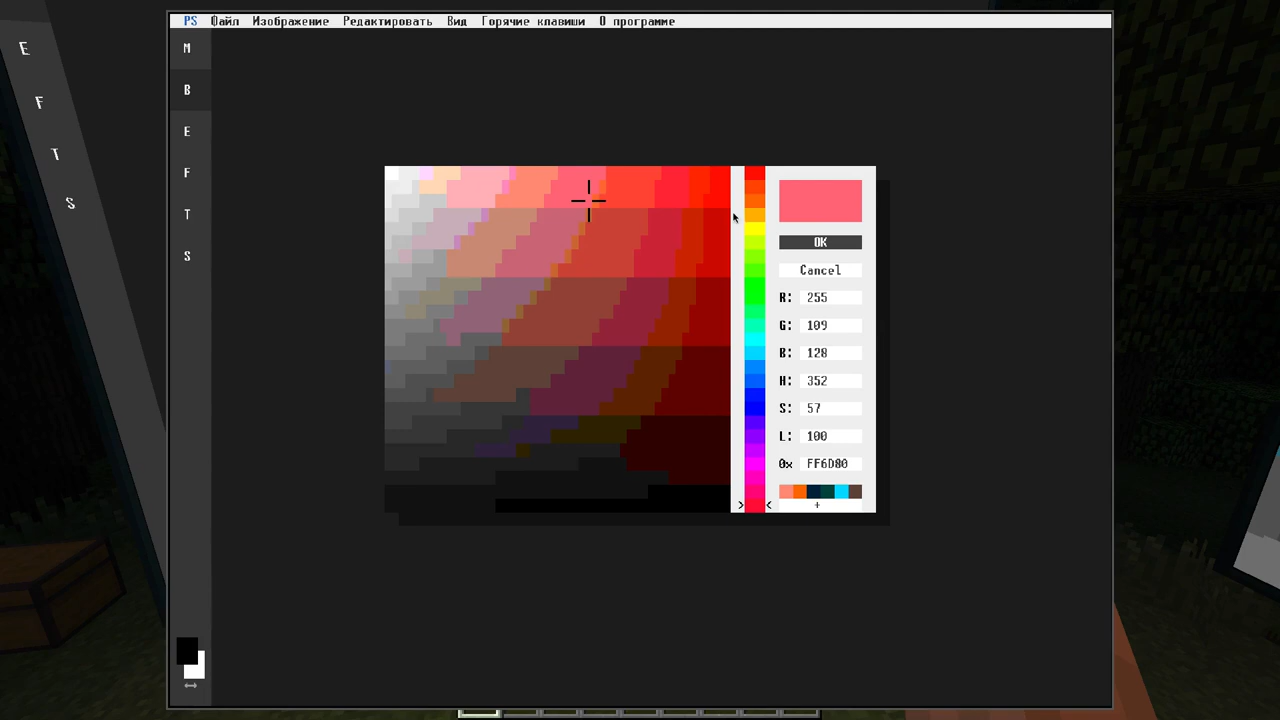 PS Файл Изображение Редактировать Вид Горячие клавиши О программе
E
F
T
S
M
B
E
F
T
S
OK
Cancel
R: 255
G: 109
B: 128
H: 352
S: 57
L: 100
0x FF6D80
> <
+